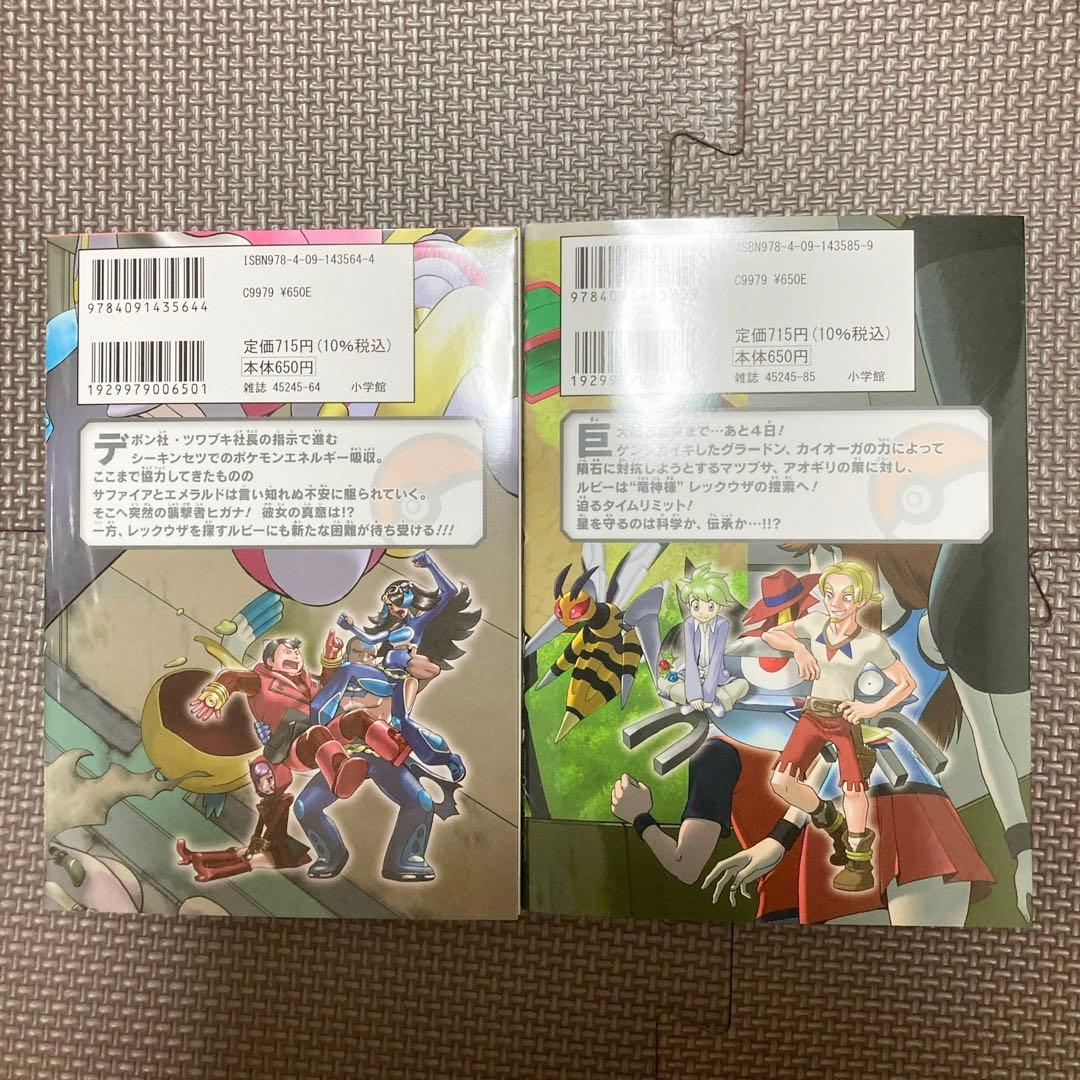 ISBN978-4-09-143564-4
9784091435644
C9979 ¥650E
定価715円(10%税込)
本体650円
1929979006501
雑誌 45245-64 小学館
デボン社・ツワブキ社長の指示で進む
シーキンセツでのポケモンエネルギー吸収。
ここまで協力してきたものの
サファイアとエメラルドは言い知れぬ不安に駆られていく。
そこへ突然の襲撃者ヒガナ! 彼女の真意は!?
一方、レックウザを探すルビーにも新たな困難が待ち受ける!!!
ISBN978-4-09-143585-9
C9979 ¥650E
定価715円(10%税込)
本体650円
雑誌 45245-85 小学館
巨大 まで…あと4日!
ゲンシカイキしたグラードン、カイオーガの力によって
隕石に対抗しようとするマツブサ、アオギリの策に対し、
ルビーは“竜神様”レックウザの捜索へ!
迫るタイムリミット!
星を守るのは科学か、伝承か…!!?